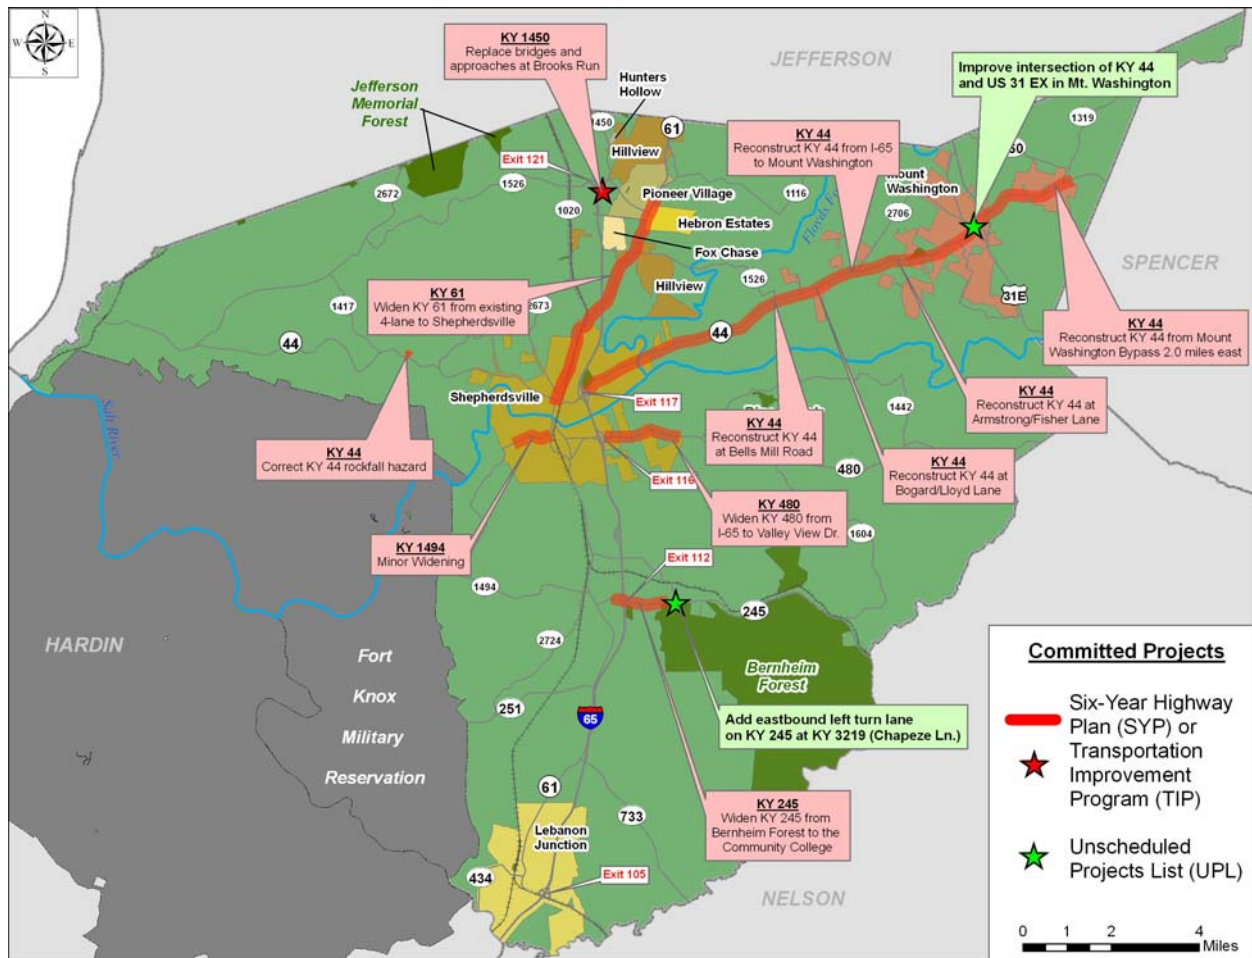 N
W
E
S
KY 1450
Replace bridges and
approaches at Brooks Run
JEFFERSON
Improve intersection of KY 44
and US 31 EX in Mt. Washington
Jefferson
Memorial
Forest
Hunters
Hollow
1450
61
Hillview
Exit 121
KY 44
Reconstruct KY 44 from I-65
to Mount Washington
1319
2672
1526
1020
Pioneer Village
1116
Floyds
Mount
Washington
2706
Hebron Estates
Fox Chase
Hillview
1526
SPENCER
31E
KY 61
Widen KY 61 from existing
4-lane to Shepherdsville
1417
2673
44
44
KY 44
Reconstruct KY 44 from Mount
Washington Bypass 2.0 miles east
Shepherdsville
Exit 117
1442
KY 44
Reconstruct KY 44 at
Armstrong/Fisher Lane
Salt River
KY 44
Correct KY 44 rockfall hazard
KY 44
Reconstruct KY 44
at Bells Mill Road
480
KY 44
Reconstruct KY 44 at
Bogard/Lloyd Lane
Exit 116
KY 480
Widen KY 480 from
I-65 to Valley View Dr.
1604
KY 1494
Minor Widening
Exit 112
1494
245
HARDIN
2724
Fort
Knox
Military
Reservation
Bernheim
Forest
251
65
Add eastbound left turn lane
on KY 245 at KY 3219 (Chapeze Ln.)
61
733
KY 245
Widen KY 245 from
Bernheim Forest to the
Community College
Lebanon
Junction
434
Exit 105
NELSON
Committed Projects
Six-Year Highway
Plan (SYP) or
Transportation
Improvement
Program (TIP)
Unscheduled
Projects List (UPL)
0 1 2 4
Miles